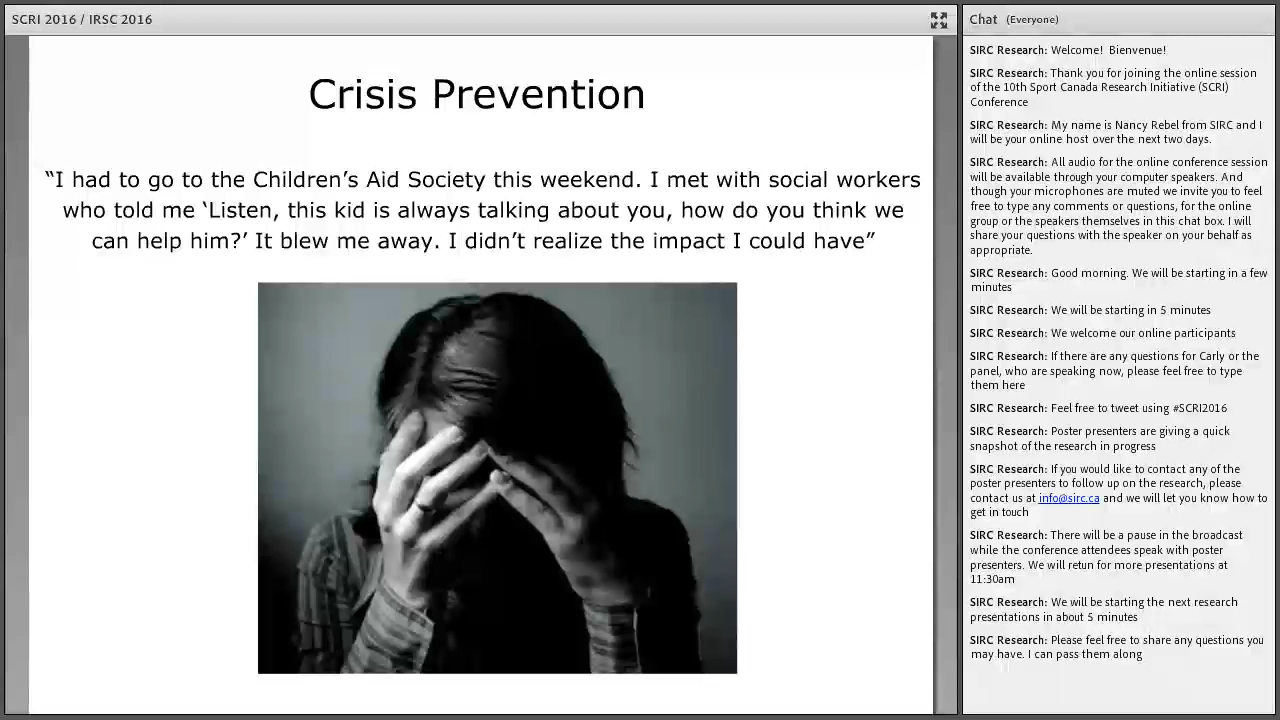 SCRI 2016 / IRSC 2016
Crisis Prevention
“I had to go to the Children’s Aid Society this weekend. I met with social workers
who told me ‘Listen, this kid is always talking about you, how do you think we
can help him?’ It blew me away. I didn’t realize the impact I could have”
Chat (Everyone)
SIRC Research: Welcome! Bienvenue!
SIRC Research: Thank you for joining the online session
of the 10th Sport Canada Research Initiative (SCRI)
Conference
SIRC Research: My name is Nancy Rebel from SIRC and I
will be your online host over the next two days.
SIRC Research: All audio for the online conference session
will be available through your computer speakers. And
though your microphones are muted we invite you to feel
free to type any comments or questions, for the online
group or the speakers themselves in this chat box. I will
share your questions with the speaker on your behalf as
appropriate.
SIRC Research: Good morning. We will be starting in a few
minutes
SIRC Research: We will be starting in 5 minutes
SIRC Research: We welcome our online participants
SIRC Research: If there are any questions for Carly or the
panel, who are speaking now, please feel free to type
them here
SIRC Research: Feel free to tweet using #SCRI2016
SIRC Research: Poster presenters are giving a quick
snapshot of the research in progress
SIRC Research: If you would like to contact any of the
poster presenters to follow up on the research, please
contact us at info@sirc.ca and we will let you know how to
get in touch
SIRC Research: There will be a pause in the broadcast
while the conference attendees speak with poster
presenters. We will retun for more presentations at
11:30am
SIRC Research: We will be starting the next research
presentations in about 5 minutes
SIRC Research: Please feel free to share any questions you
may have. I can pass them along